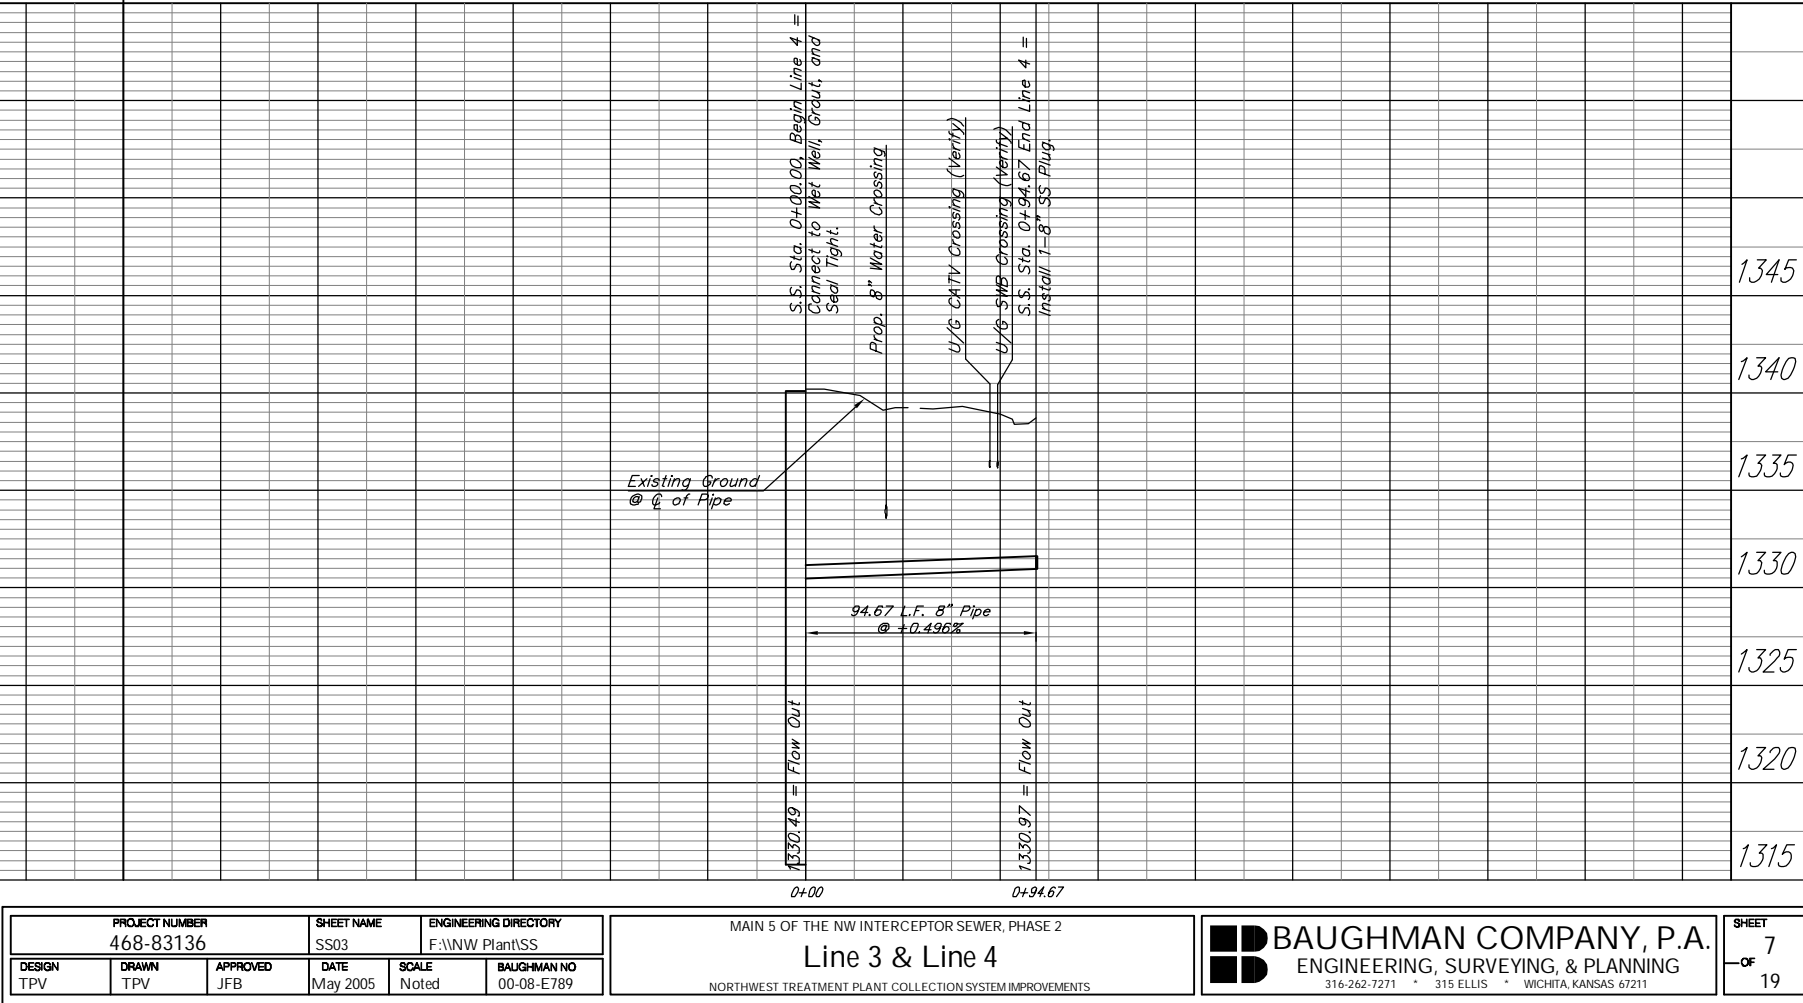 S.S. Sta. 0+00.00, Begin Line 4 =
Connect to Wet Well, Grout, and
Seal Tight.
Prop. 8" Water Crossing
U/G CATV Crossing (Verify)
U/G SWB Crossing (Verify)
S.S. Sta. 0+94.67 End Line 4 =
Install 1-8" SS Plug.
1345
1340
1335
1330
1325
1320
1315
Existing Ground
@ ℄ of Pipe
94.67 L.F. 8" Pipe
@ +0.496%
1330.49 = Flow Out
1330.97 = Flow Out
0+00
0+94.67
PROJECT NUMBER
468-83136
SHEET NAME
SS03
ENGINEERING DIRECTORY
F:\\NW Plant\SS
DESIGN
TPV
DRAWN
TPV
APPROVED
JFB
DATE
May 2005
SCALE
Noted
BAUGHMAN NO
00-08-E789
MAIN 5 OF THE NW INTERCEPTOR SEWER, PHASE 2
Line 3 & Line 4
NORTHWEST TREATMENT PLANT COLLECTION SYSTEM IMPROVEMENTS
BAUGHMAN COMPANY, P.A.
ENGINEERING, SURVEYING, & PLANNING
316-262-7271 * 315 ELLIS * WICHITA, KANSAS 67211
SHEET
7
OF
19